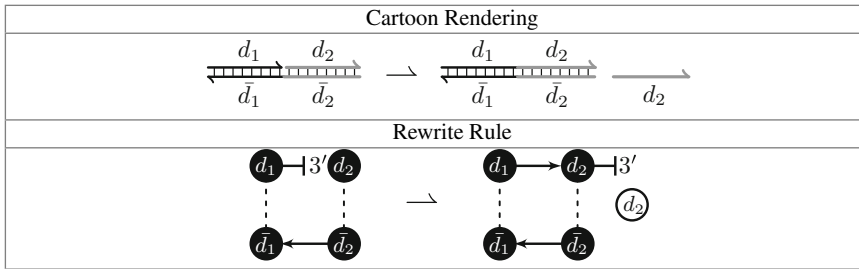 Cartoon Rendering
d₁ d₂ d₁ d₂
d̄₁ d̄₂ ⇀ d̄₁ d̄₂ d₂
Rewrite Rule
d₁ 3′ d₂ d₁ d₂ 3′
⇀ d₂
d̄₁ d̄₂ d̄₁ d̄₂